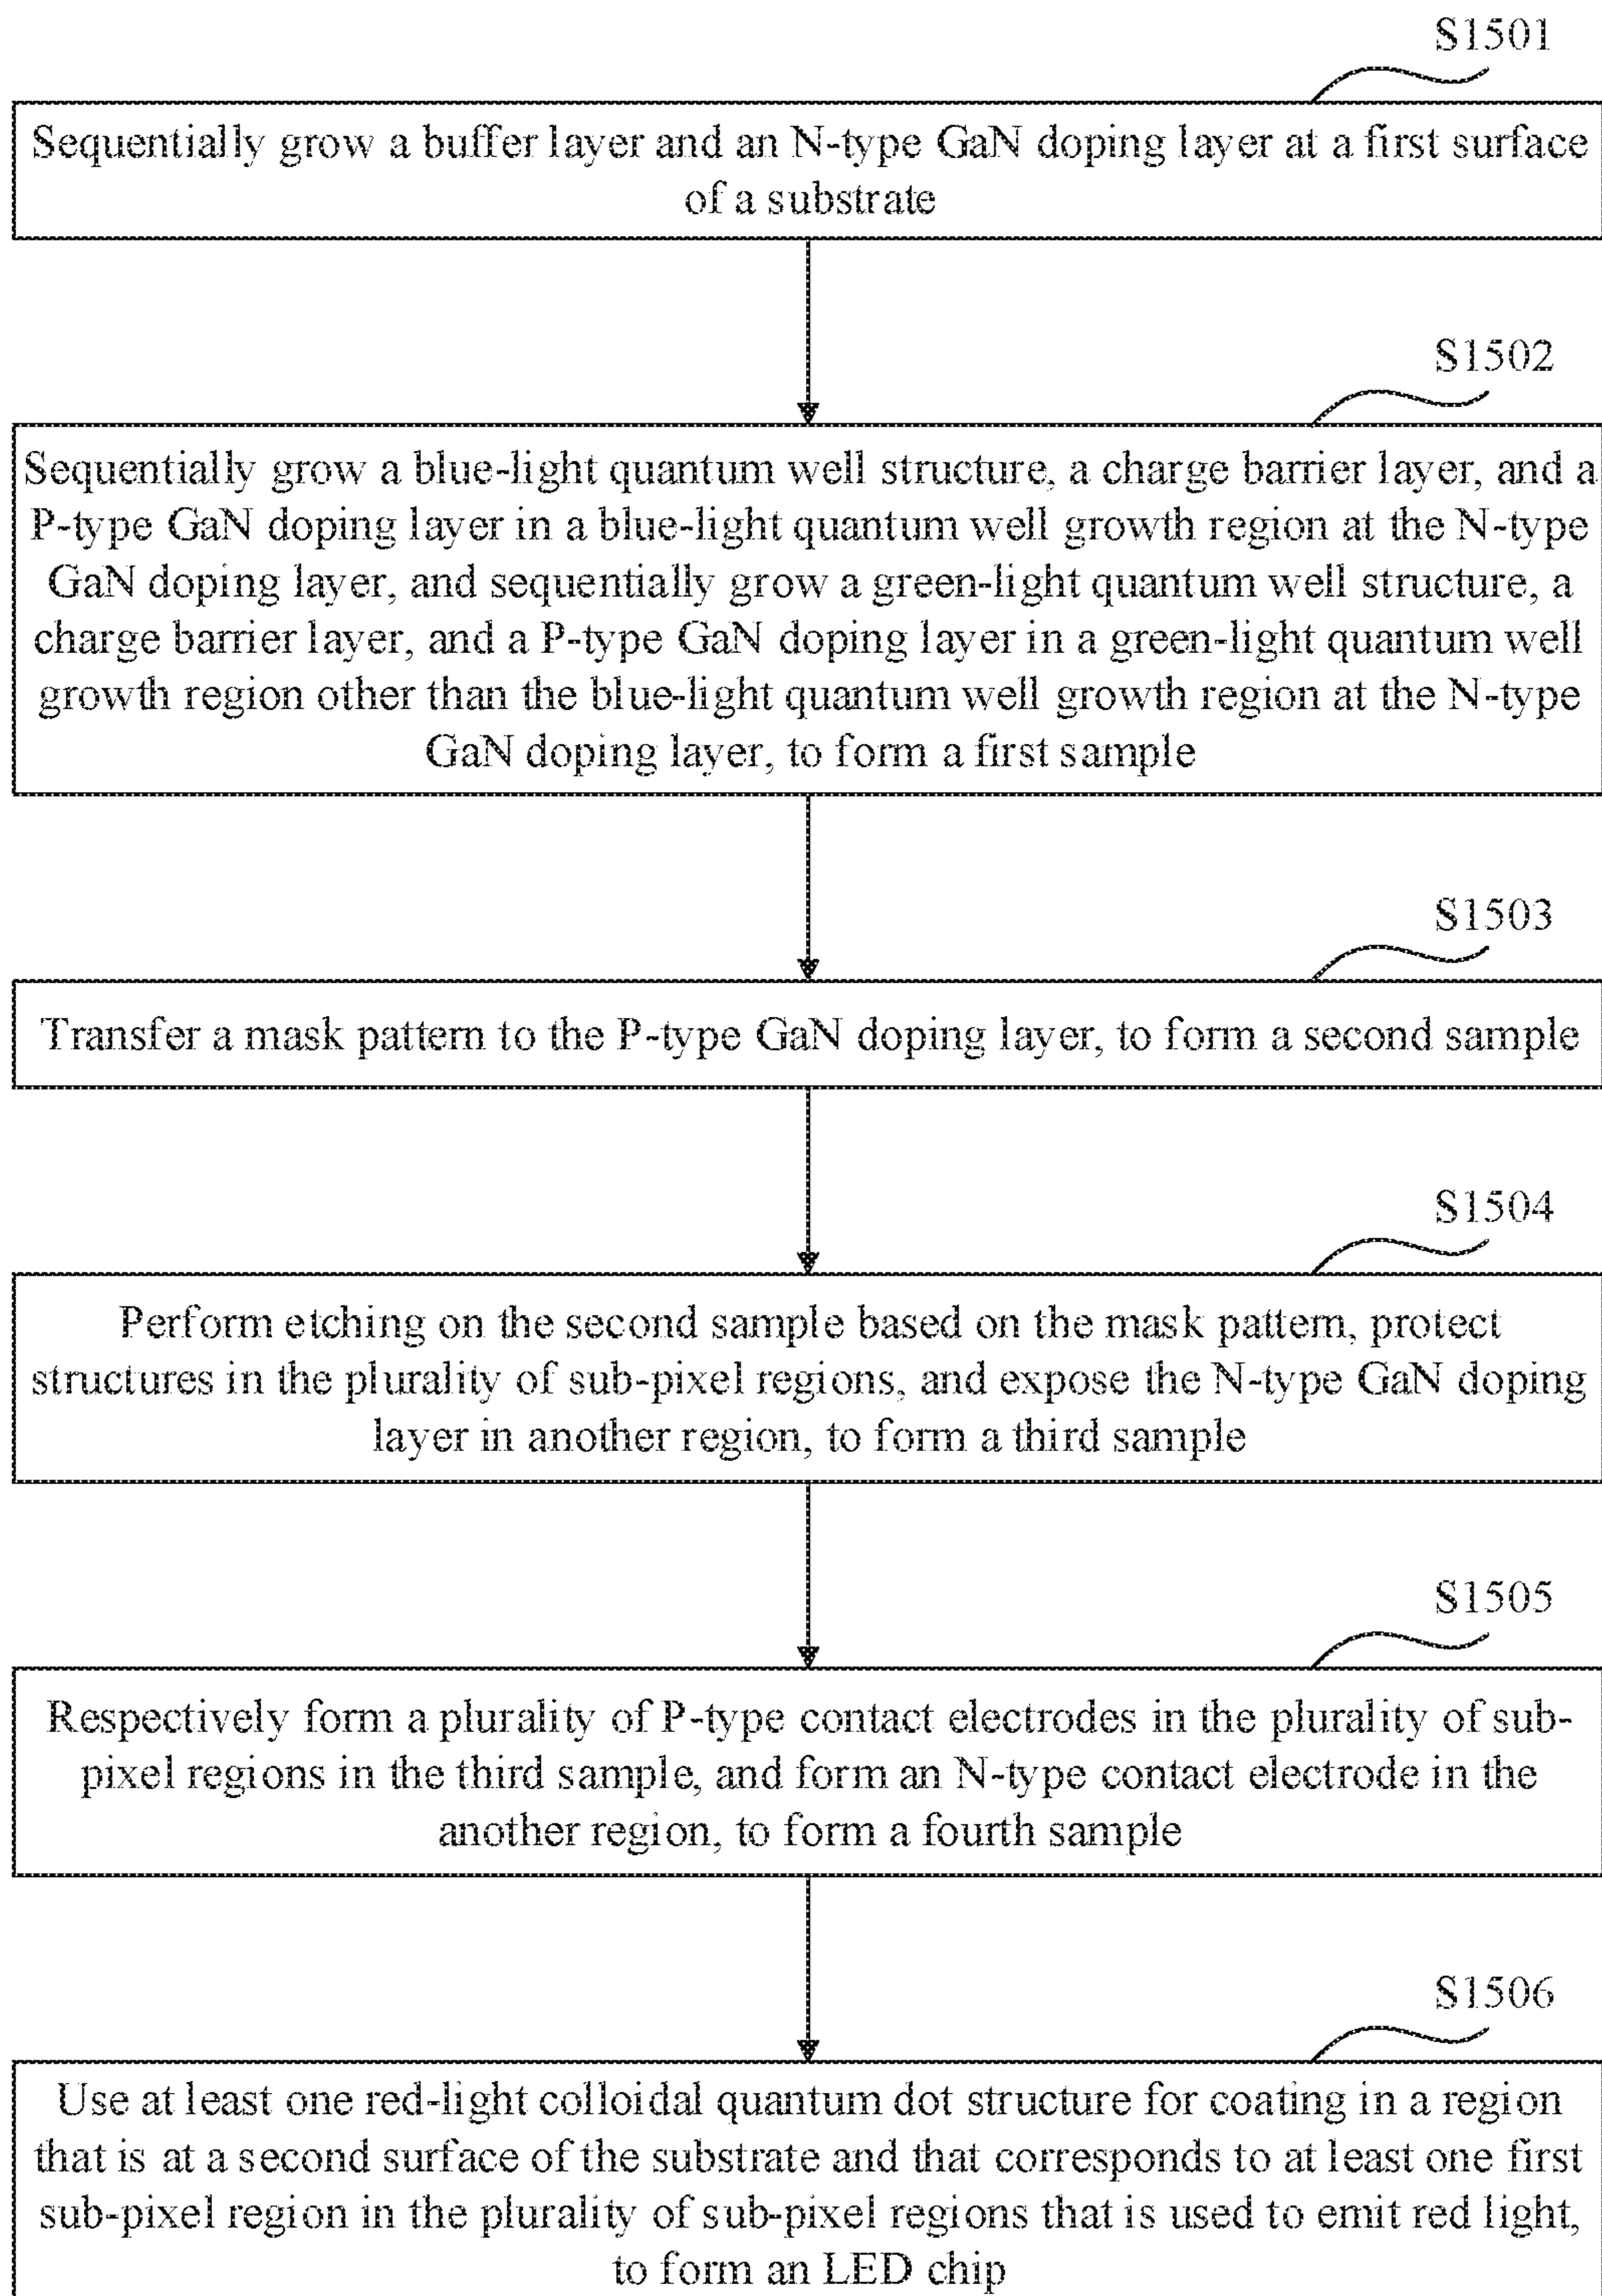 S1501
Sequentially grow a buffer layer and an N-type GaN doping layer at a first surface
of a substrate
S1502
Sequentially grow a blue-light quantum well structure, a charge barrier layer, and a
P-type GaN doping layer in a blue-light quantum well growth region at the N-type
GaN doping layer, and sequentially grow a green-light quantum well structure, a
charge barrier layer, and a P-type GaN doping layer in a green-light quantum well
growth region other than the blue-light quantum well growth region at the N-type
GaN doping layer, to form a first sample
S1503
Transfer a mask pattern to the P-type GaN doping layer, to form a second sample
S1504
Perform etching on the second sample based on the mask pattern, protect
structures in the plurality of sub-pixel regions, and expose the N-type GaN doping
layer in another region, to form a third sample
S1505
Respectively form a plurality of P-type contact electrodes in the plurality of sub-
pixel regions in the third sample, and form an N-type contact electrode in the
another region, to form a fourth sample
S1506
Use at least one red-light colloidal quantum dot structure for coating in a region
that is at a second surface of the substrate and that corresponds to at least one first
sub-pixel region in the plurality of sub-pixel regions that is used to emit red light,
to form an LED chip